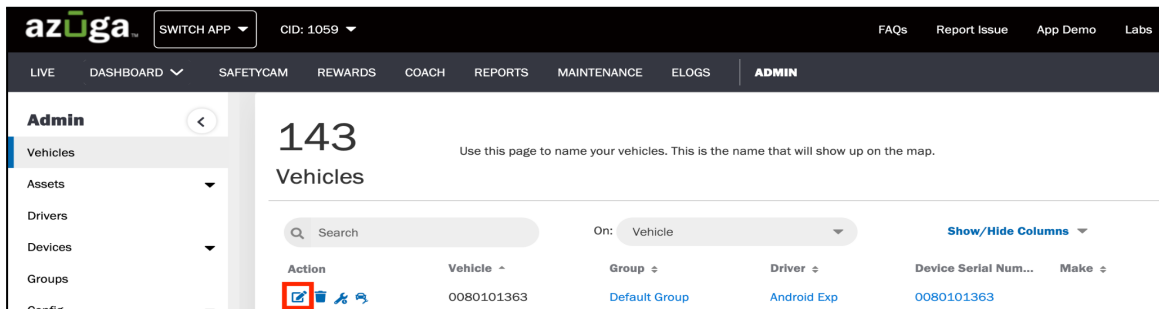 azūga™ SWITCH APP CID: 1059 FAQs Report Issue App Demo Labs
LIVE DASHBOARD SAFETYCAM REWARDS COACH REPORTS MAINTENANCE ELOGS ADMIN
Admin
Vehicles
Assets
Drivers
Devices
Groups
Config
143
Vehicles
Use this page to name your vehicles. This is the name that will show up on the map.
Search On: Vehicle Show/Hide Columns
Action Vehicle Group Driver Device Serial Num... Make
0080101363 Default Group Android Exp 0080101363